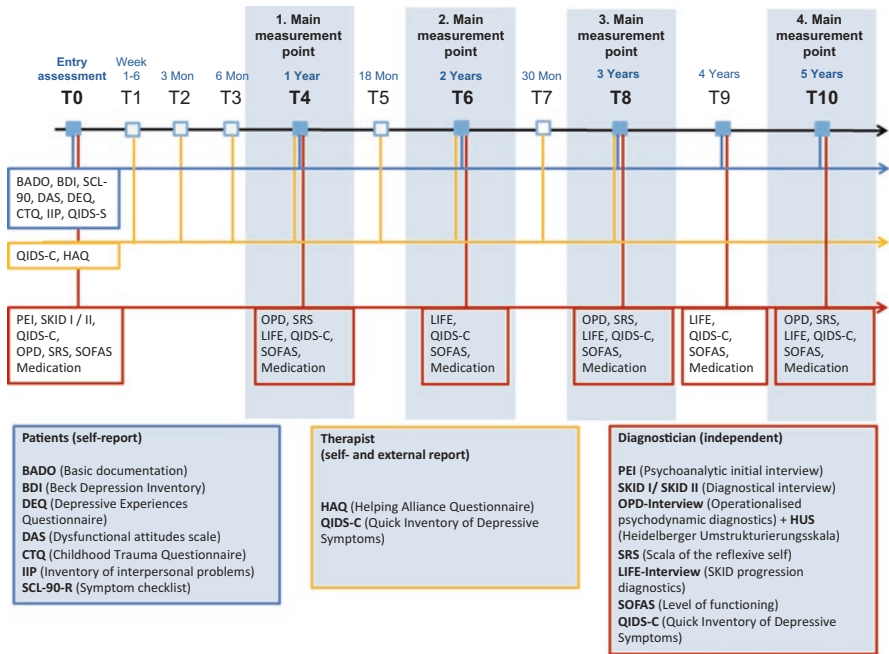 1. Main
measurement
point
2. Main
measurement
point
3. Main
measurement
point
4. Main
measurement
point
Entry
assessment
Week
1-6
3 Mon
6 Mon
1 Year
18 Mon
2 Years
30 Mon
3 Years
4 Years
5 Years
T0
T1
T2
T3
T4
T5
T6
T7
T8
T9
T10
BADO, BDI, SCL-
90, DAS, DEQ,
CTQ, IIP, QIDS-S
QIDS-C, HAQ
PEI, SKID I / II,
QIDS-C,
OPD, SRS, SOFAS
Medication
OPD, SRS
LIFE, QIDS-C,
SOFAS,
Medication
LIFE,
QIDS-C
SOFAS,
Medication
OPD, SRS,
LIFE, QIDS-C,
SOFAS,
Medication
LIFE,
QIDS-C,
SOFAS,
Medication
OPD, SRS,
LIFE, QIDS-C,
SOFAS,
Medication
Patients (self-report)
BADO (Basic documentation)
BDI (Beck Depression Inventory)
DEQ (Depressive Experiences
Questionnaire)
DAS (Dysfunctional attitudes scale)
CTQ (Childhood Trauma Questionnaire)
IIP (Inventory of interpersonal problems)
SCL-90-R (Symptom checklist)
Therapist
(self- and external report)
HAQ (Helping Alliance Questionnaire)
QIDS-C (Quick Inventory of Depressive
Symptoms)
Diagnostician (independent)
PEI (Psychoanalytic initial interview)
SKID I/ SKID II (Diagnostical interview)
OPD-Interview (Operationalised
psychodynamic diagnostics) + HUS
(Heidelberger Umstrukturierungsskala)
SRS (Scala of the reflexive self)
LIFE-Interview (SKID progression
diagnostics)
SOFAS (Level of functioning)
QIDS-C (Quick Inventory of Depressive
Symptoms)